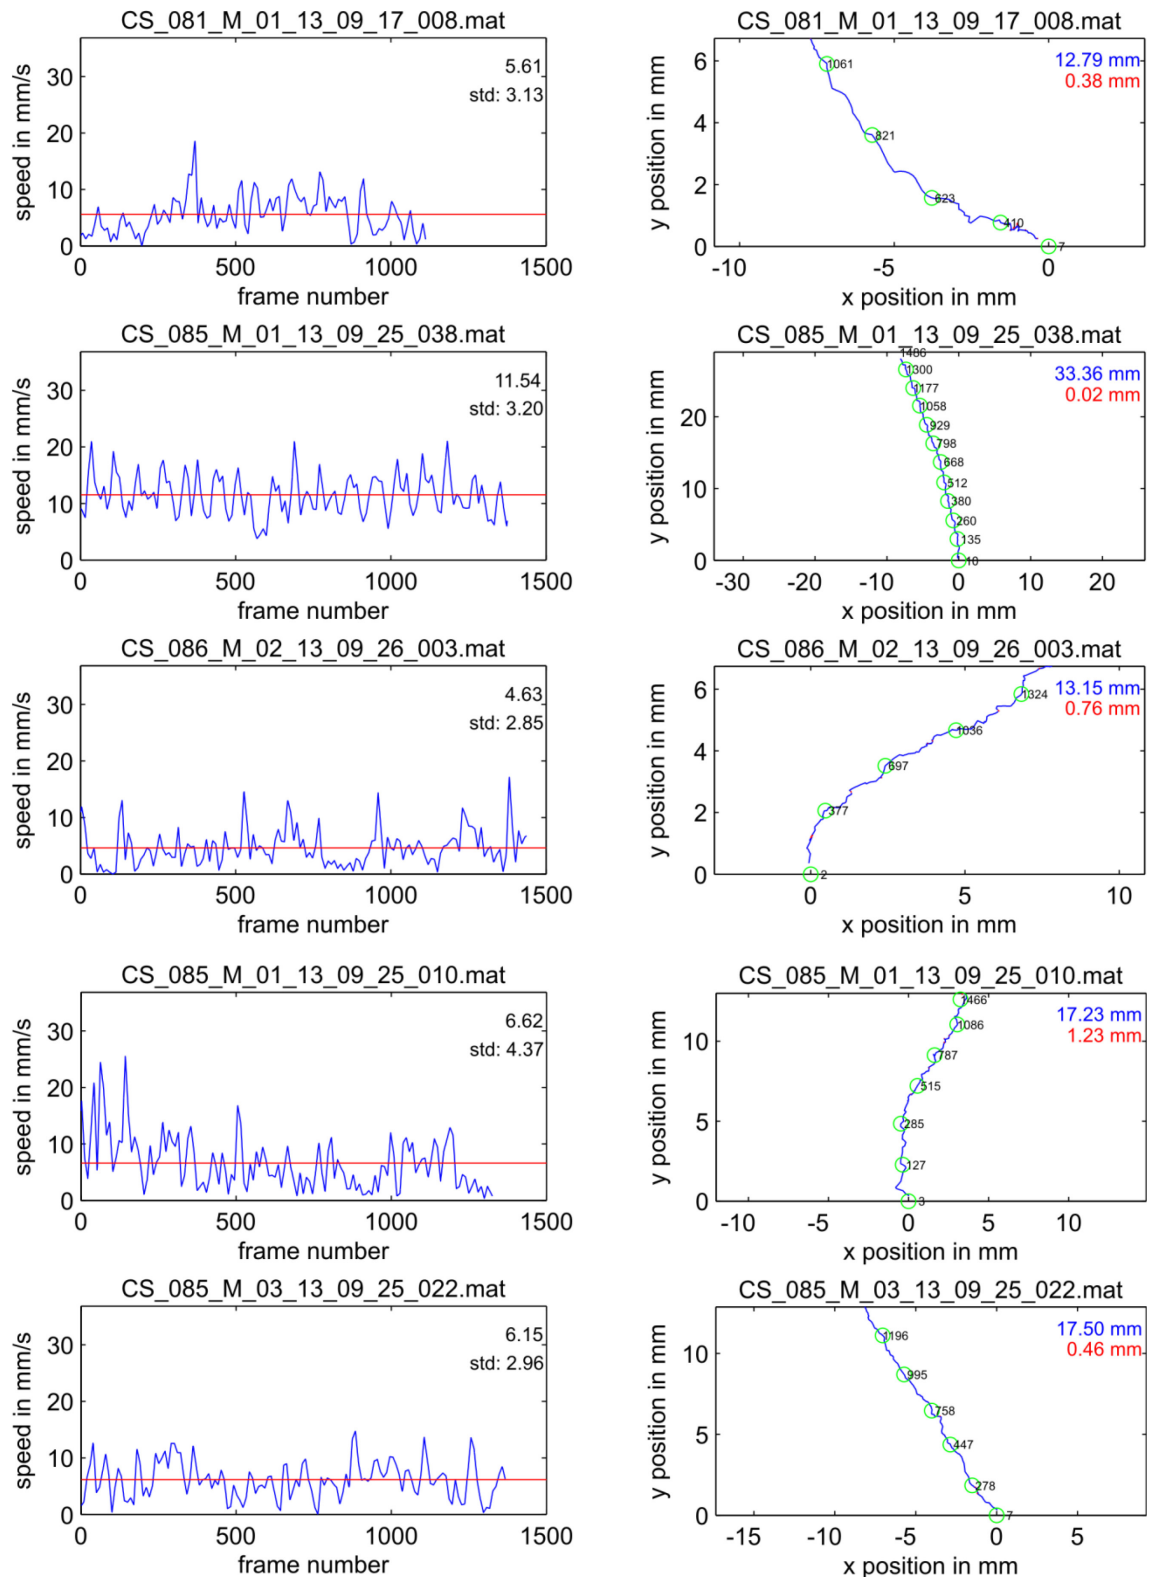 CS_081_M_01_13_09_17_008.mat
speed in mm/s
30
20
10
0
5.61
std: 3.13
0 500 1000 1500
frame number
CS_081_M_01_13_09_17_008.mat
y position in mm
6
4
2
0
12.79 mm
0.38 mm
1061
821
623
410
7
-10 -5 0
x position in mm
CS_085_M_01_13_09_25_038.mat
speed in mm/s
30
20
10
0
11.54
std: 3.20
0 500 1000 1500
frame number
CS_085_M_01_13_09_25_038.mat
y position in mm
20
10
0
33.36 mm
0.02 mm
1486
1300
1177
1058
929
798
668
512
380
260
135
10
-30 -20 -10 0 10 20
x position in mm
CS_086_M_02_13_09_26_003.mat
speed in mm/s
30
20
10
0
4.63
std: 2.85
0 500 1000 1500
frame number
CS_086_M_02_13_09_26_003.mat
y position in mm
6
4
2
0
13.15 mm
0.76 mm
1324
1036
697
377
2
0 5 10
x position in mm
CS_085_M_01_13_09_25_010.mat
speed in mm/s
30
20
10
0
6.62
std: 4.37
0 500 1000 1500
frame number
CS_085_M_01_13_09_25_010.mat
y position in mm
10
5
0
17.23 mm
1.23 mm
1466
1086
787
515
285
127
3
-10 -5 0 5 10
x position in mm
CS_085_M_03_13_09_25_022.mat
speed in mm/s
30
20
10
0
6.15
std: 2.96
0 500 1000 1500
frame number
CS_085_M_03_13_09_25_022.mat
y position in mm
10
5
0
17.50 mm
0.46 mm
1196
995
758
447
278
7
-15 -10 -5 0 5
x position in mm